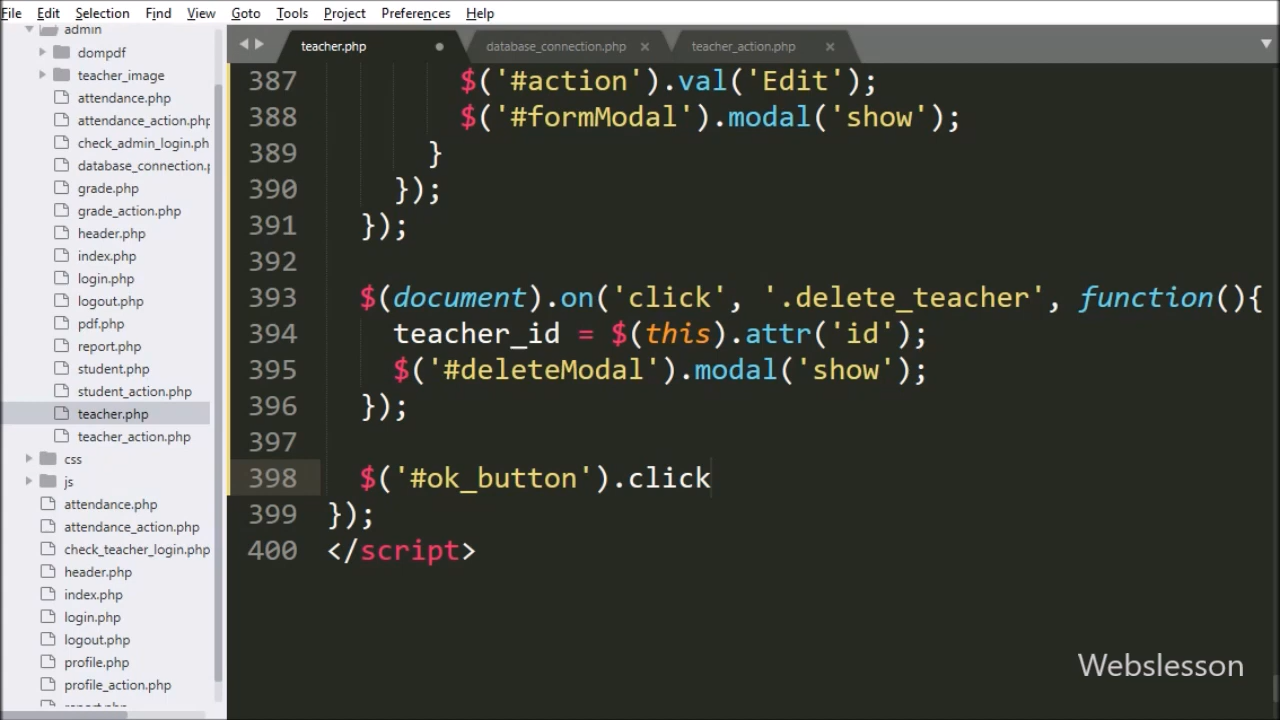 File Edit Selection Find View Goto Tools Project Preferences Help
admin
dompdf
teacher_image
attendance.php
attendance_action.php
check_admin_login.ph
database_connection.p
grade.php
grade_action.php
header.php
index.php
login.php
logout.php
pdf.php
report.php
student.php
student_action.php
teacher.php
teacher_action.php
css
js
attendance.php
attendance_action.php
check_teacher_login.php
header.php
index.php
login.php
logout.php
profile.php
profile_action.php
report.php
teacher.php database_connection.php teacher_action.php
387 $('#action').val('Edit');
388 $('#formModal').modal('show');
389 }
390 });
391 });
392
393 $(document).on('click', '.delete_teacher', function(){
394 teacher_id = $(this).attr('id');
395 $('#deleteModal').modal('show');
396 });
397
398 $('#ok_button').click
399 });
400 </script>
Webslesson